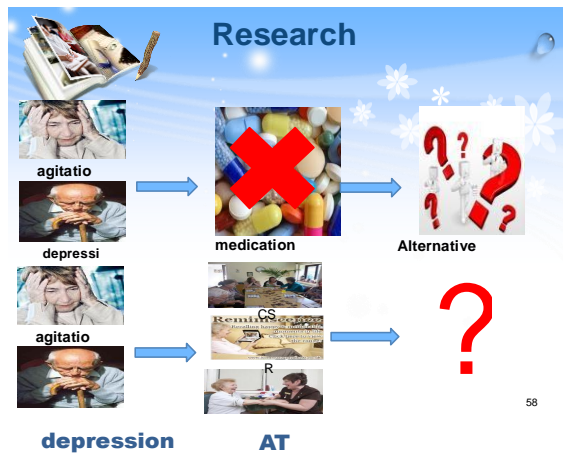 Research
agitatio
depressi
medication
Alternative
agitatio
CS
Reminiscence
R
58
depression
AT